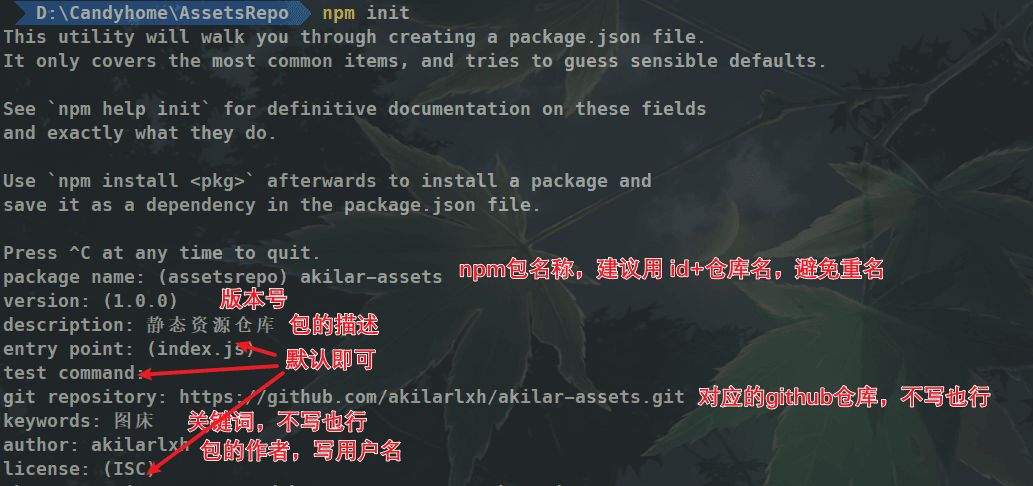 D:\Candyhome\AssetsRepo npm init
This utility will walk you through creating a package.json file.
It only covers the most common items, and tries to guess sensible defaults.
See `npm help init` for definitive documentation on these fields
and exactly what they do.
Use `npm install <pkg>` afterwards to install a package and
save it as a dependency in the package.json file.
Press ^C at any time to quit.
package name: (assetsrepo) akilar-assets npm包名称，建议用 id+仓库名，避免重名
version: (1.0.0) 版本号
description: 静态资源仓库 包的描述
entry point: (index.js)
默认即可
test command:
git repository: https://github.com/akilarlxh/akilar-assets.git 对应的github仓库，不写也行
keywords: 图床 关键词，不写也行
author: akilarlxh 包的作者，写用户名
license: (ISC)